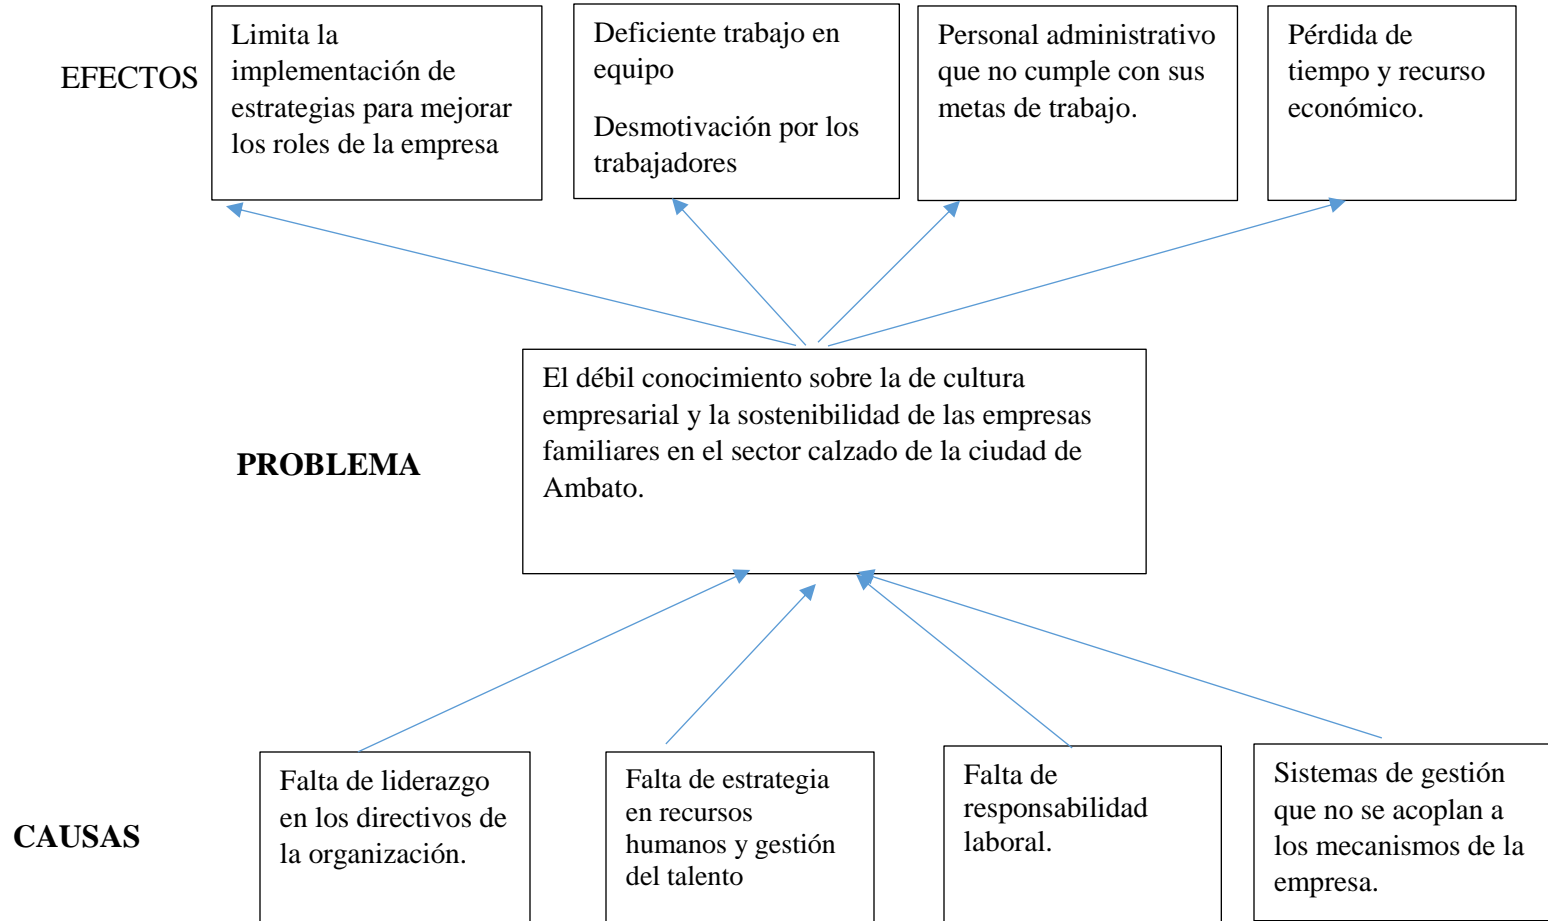 EFECTOS
Limita la
implementación de
estrategias para mejorar
los roles de la empresa
Deficiente trabajo en
equipo
Desmotivación por los
trabajadores
Personal administrativo
que no cumple con sus
metas de trabajo.
Pérdida de
tiempo y recurso
económico.
PROBLEMA
El débil conocimiento sobre la de cultura
empresarial y la sostenibilidad de las empresas
familiares en el sector calzado de la ciudad de
Ambato.
CAUSAS
Falta de liderazgo
en los directivos de
la organización.
Falta de estrategia
en recursos
humanos y gestión
del talento
Falta de
responsabilidad
laboral.
Sistemas de gestión
que no se acoplan a
los mecanismos de la
empresa.